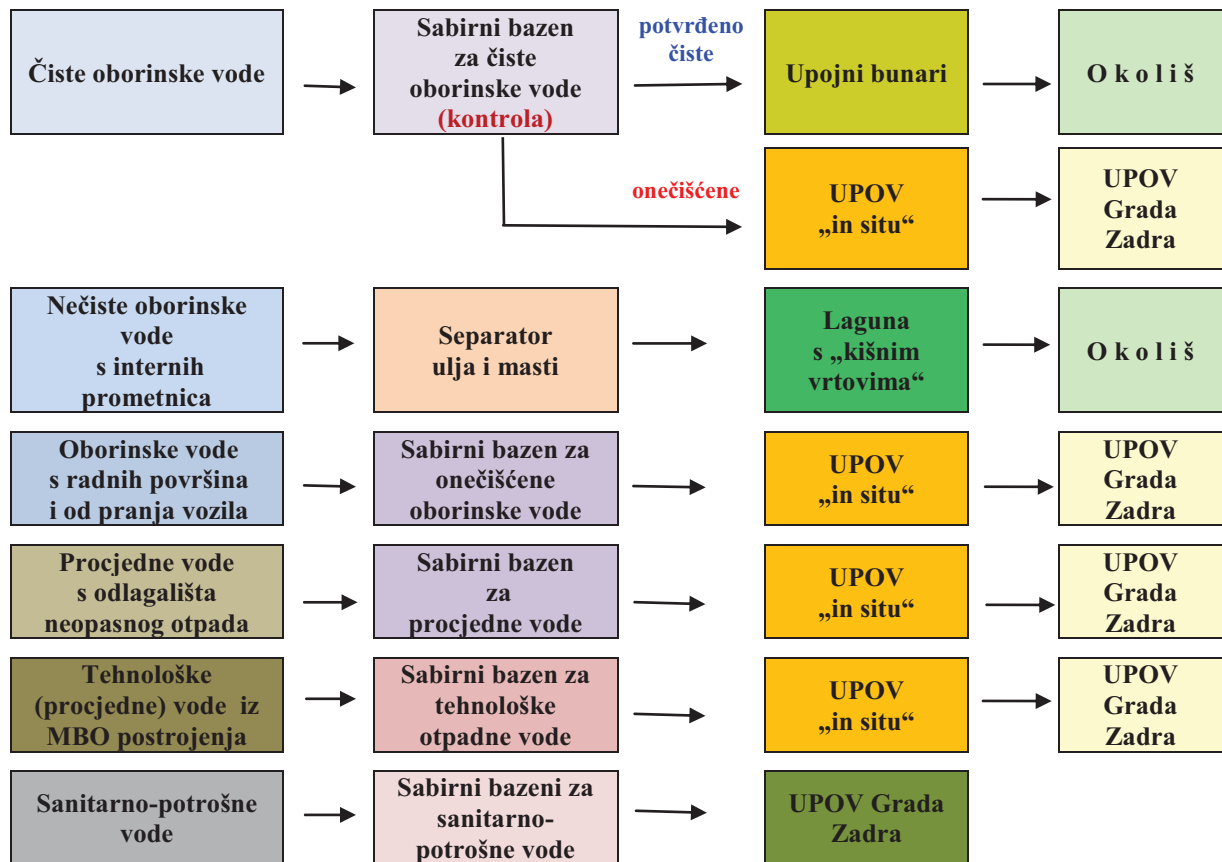 Čiste oborinske vode
Sabirni bazen
za čiste
oborinske vode
(kontrola)
potvrđeno
čiste
Upojni bunari
O k o l i š
onečišćene
UPOV
„in situ“
UPOV
Grada
Zadra
Nečiste oborinske
vode
s internih
prometnica
Separator
ulja i masti
Laguna
s „kišnim
vrtovima“
O k o l i š
Oborinske vode
s radnih površina
i od pranja vozila
Sabirni bazen za
onečišćene
oborinske vode
UPOV
„in situ“
UPOV
Grada
Zadra
Procjedne vode
s odlagališta
neopasnog otpada
Sabirni bazen
za
procjedne vode
UPOV
„in situ“
UPOV
Grada
Zadra
Tehnološke
(procjedne) vode iz
MBO postrojenja
Sabirni bazen za
tehnološke
otpadne vode
UPOV
„in situ“
UPOV
Grada
Zadra
Sanitarno-potrošne
vode
Sabirni bazeni za
sanitarno-
potrošne vode
UPOV Grada
Zadra